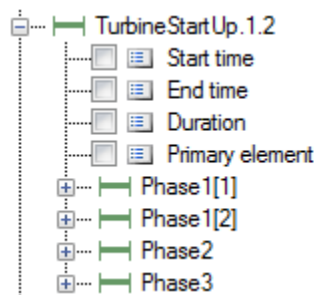 TurbineStartUp.1.2
Start time
End time
Duration
Primary element
Phase1[1]
Phase1[2]
Phase2
Phase3